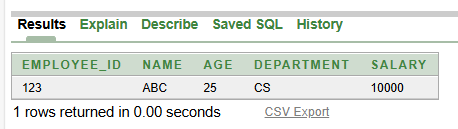 Results Explain Describe Saved SQL History
EMPLOYEE_ID NAME AGE DEPARTMENT SALARY
123 ABC 25 CS 10000
1 rows returned in 0.00 seconds CSV Export